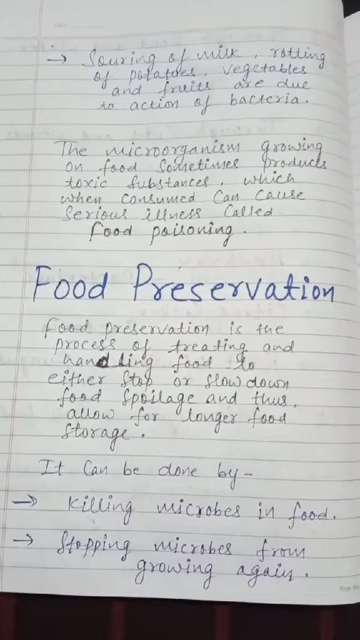 → Souring of milk, rotting
of potatoes, vegetables
and fruits are due
to action of bacteria.
The microorganism growing
on food sometimes produces
toxic substances, which
when consumed can cause
serious illness called
food poisoning.
Food Preservation
Food preservation is the
process of treating and
handling food to
either stop or slow down
food spoilage and thus,
allow for longer food
storage.
It can be done by-
→ Killing microbes in food.
→ Stopping microbes from
growing again.